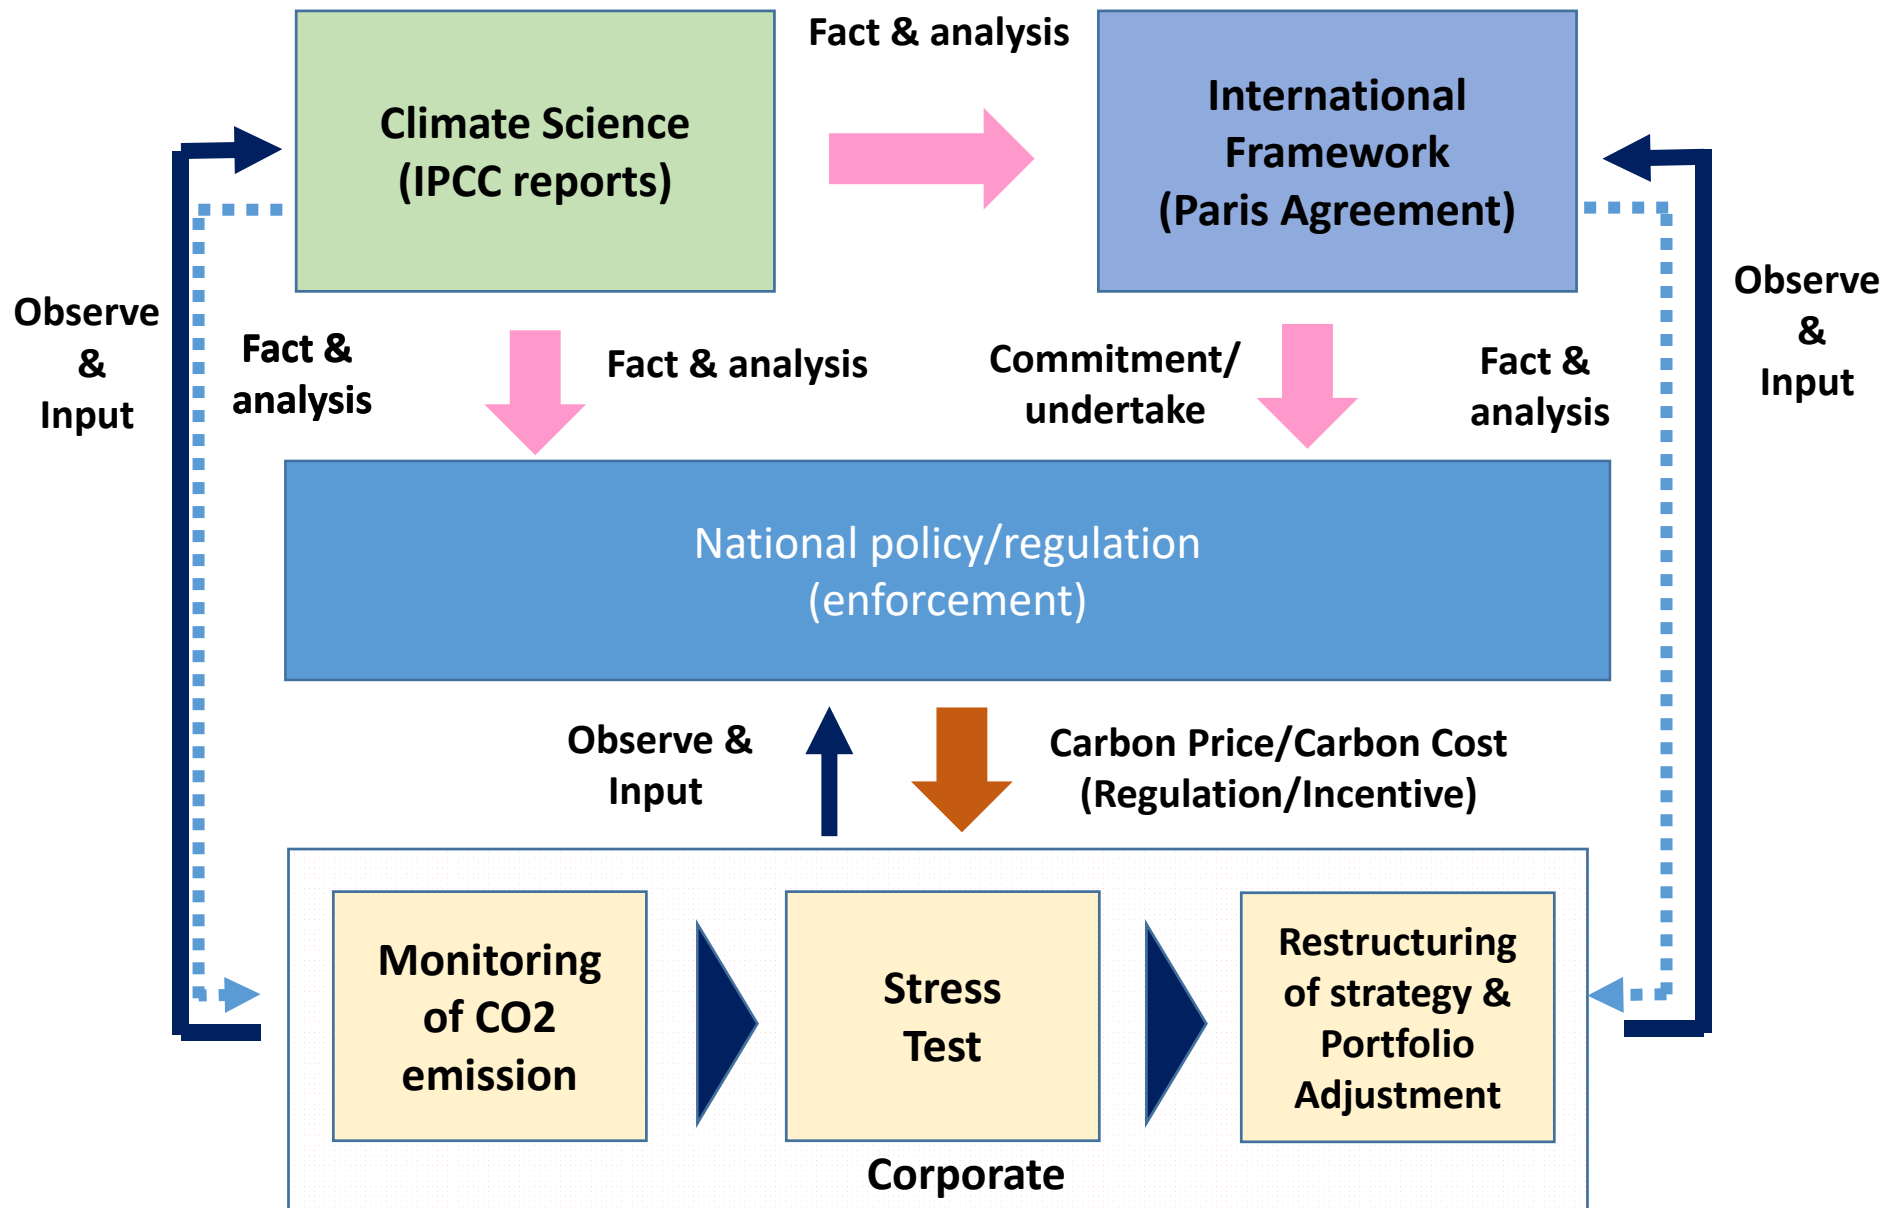 Fact & analysis
Climate Science
(IPCC reports)
International
Framework
(Paris Agreement)
Observe
&
Input
Fact &
analysis
Fact & analysis
Commitment/
undertake
Fact &
analysis
Observe
&
Input
National policy/regulation
(enforcement)
Observe &
Input
Carbon Price/Carbon Cost
(Regulation/Incentive)
Monitoring
of CO2
emission
Stress
Test
Restructuring
of strategy &
Portfolio
Adjustment
Corporate